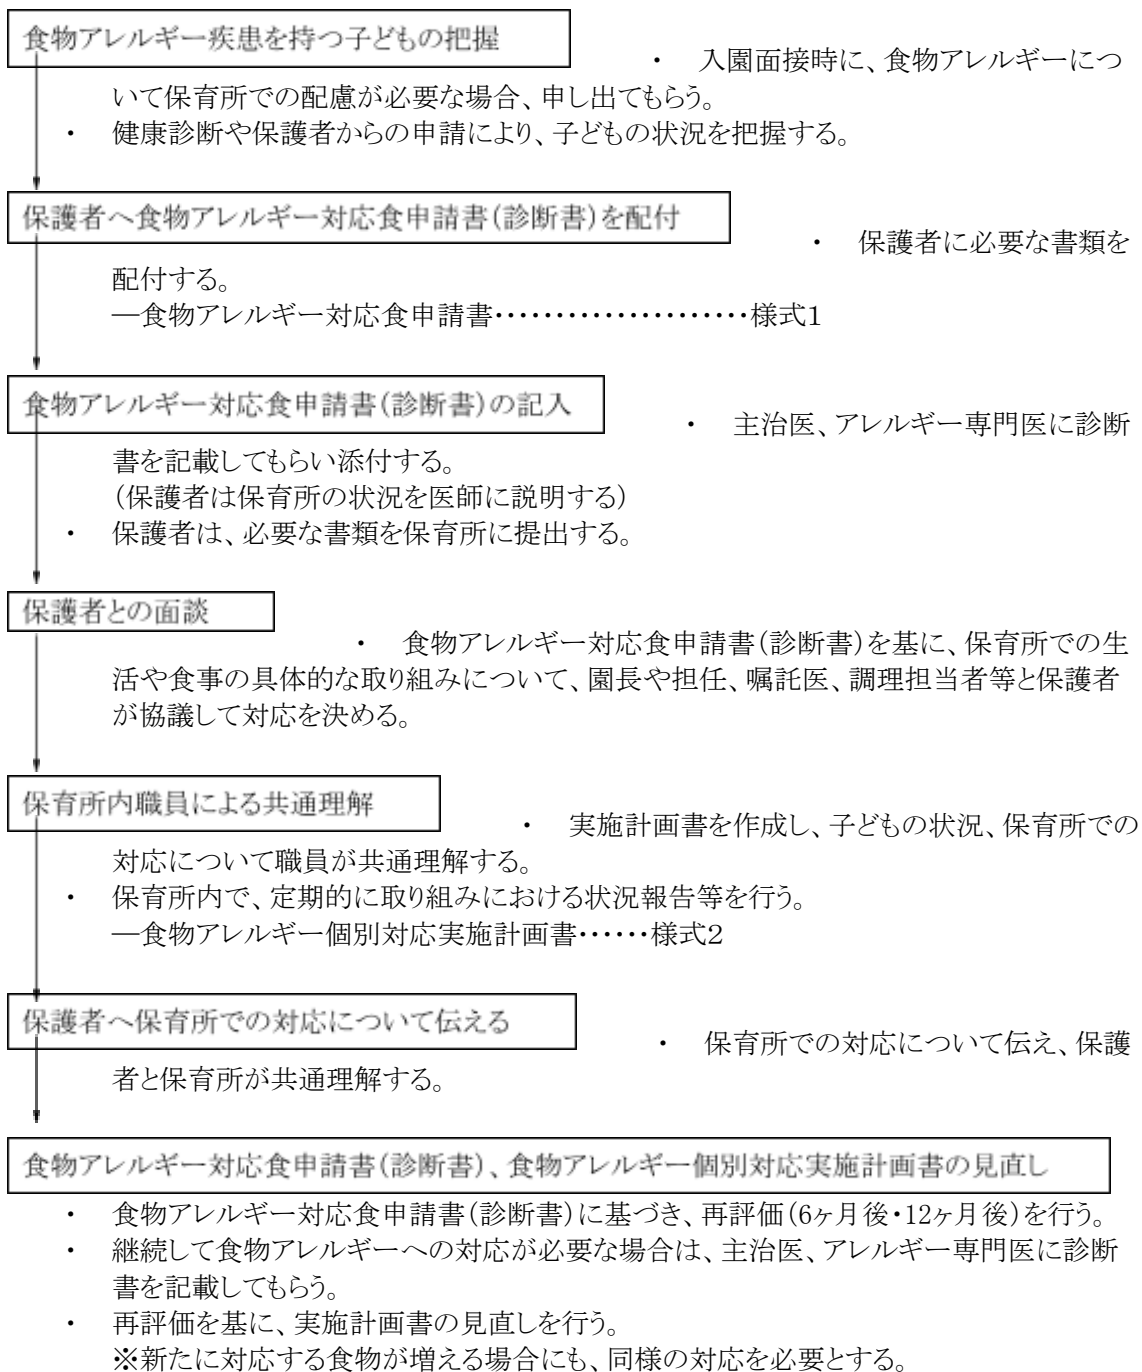 食物アレルギー疾患を持つ子どもの把握
・　入園面接時に、食物アレルギーにつ
いて保育所での配慮が必要な場合、申し出てもらう。
・　健康診断や保護者からの申請により、子どもの状況を把握する。
保護者へ食物アレルギー対応食申請書(診断書)を配付
・　保護者に必要な書類を
配付する。
―食物アレルギー対応食申請書・・・・・・・・・・・・・・・・・・・・・様式1
食物アレルギー対応食申請書(診断書)の記入
・　主治医、アレルギー専門医に診断
書を記載してもらい添付する。
(保護者は保育所の状況を医師に説明する)
・　保護者は、必要な書類を保育所に提出する。
保護者との面談
・　食物アレルギー対応食申請書(診断書)を基に、保育所での生
活や食事の具体的な取り組みについて、園長や担任、嘱託医、調理担当者等と保護者
が協議して対応を決める。
保育所内職員による共通理解
・　実施計画書を作成し、子どもの状況、保育所での
対応について職員が共通理解する。
・　保育所内で、定期的に取り組みにおける状況報告等を行う。
―食物アレルギー個別対応実施計画書・・・・・・様式2
保護者へ保育所での対応について伝える
・　保育所での対応について伝え、保護
者と保育所が共通理解する。
食物アレルギー対応食申請書(診断書)、食物アレルギー個別対応実施計画書の見直し
・　食物アレルギー対応食申請書(診断書)に基づき、再評価(6ヶ月後・12ヶ月後)を行う。
・　継続して食物アレルギーへの対応が必要な場合は、主治医、アレルギー専門医に診断
書を記載してもらう。
・　再評価を基に、実施計画書の見直しを行う。
※新たに対応する食物が増える場合にも、同様の対応を必要とする。